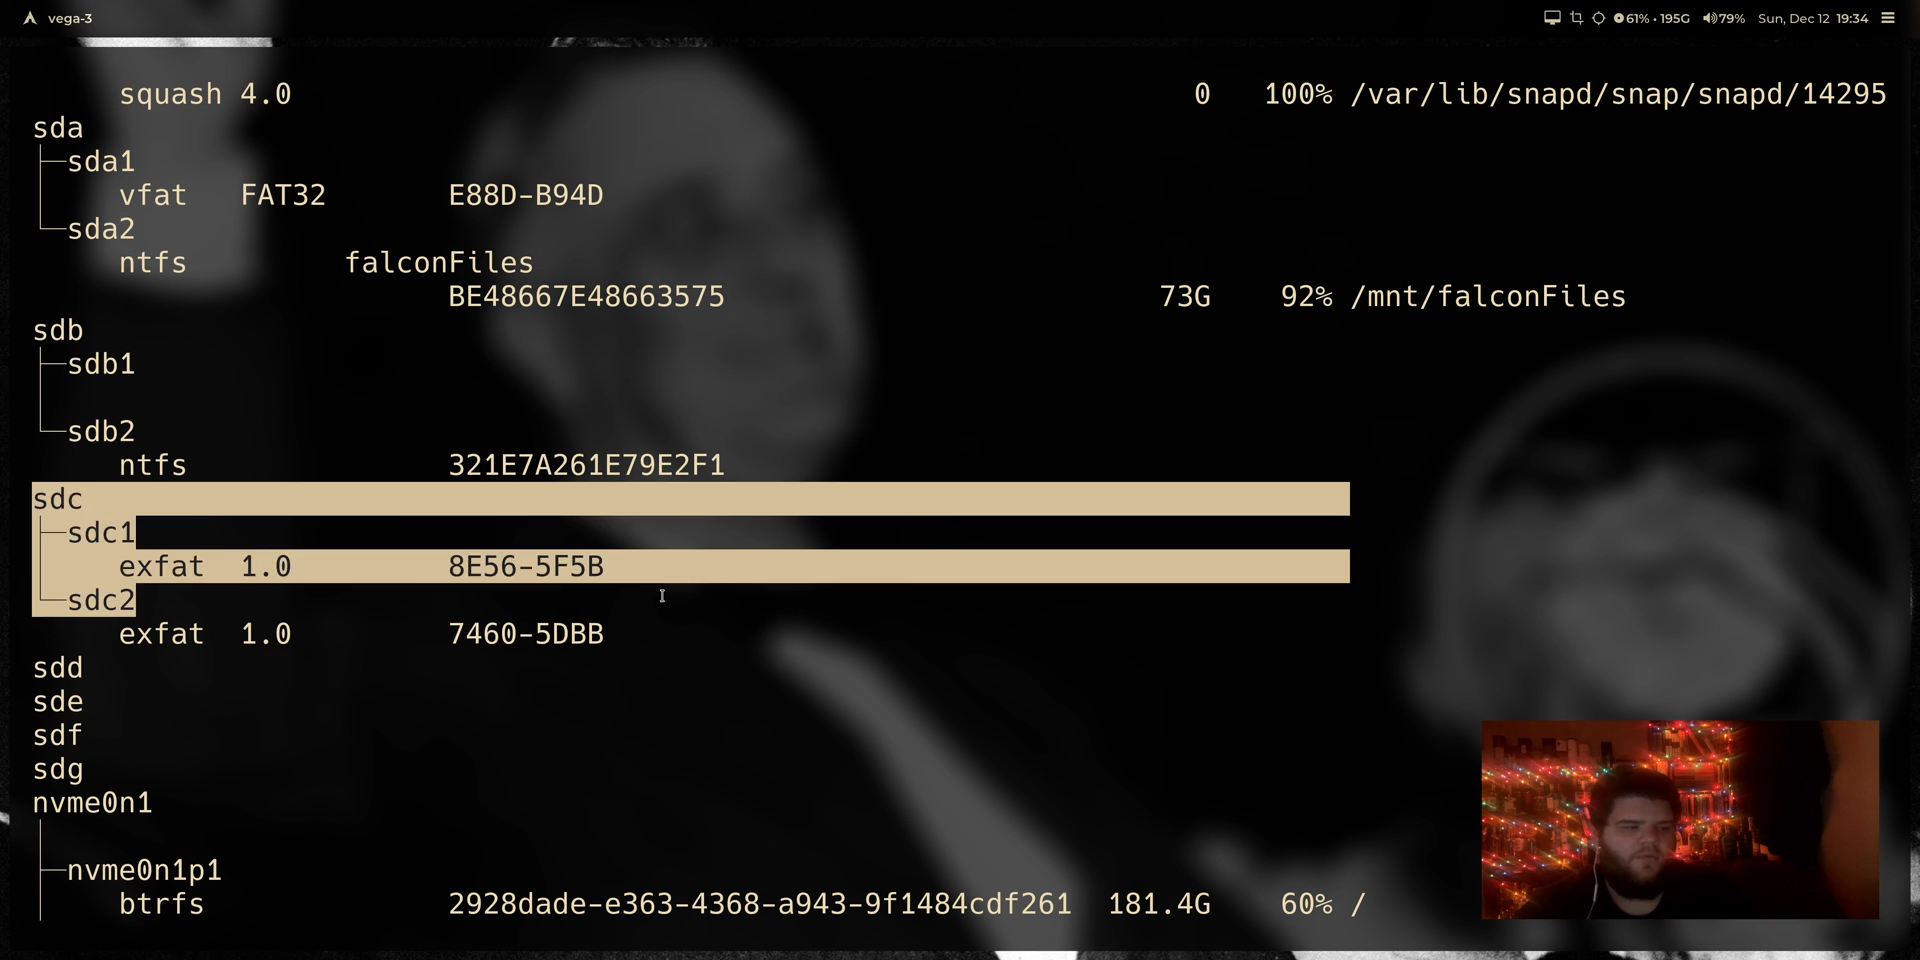 vega-3 61% • 195G 79% Sun, Dec 12 19:34
squash 4.0 0 100% /var/lib/snapd/snap/snapd/14295
sda
├─sda1
vfat FAT32 E88D-B94D
└─sda2
ntfs falconFiles
BE48667E48663575 73G 92% /mnt/falconFiles
sdb
├─sdb1
└─sdb2
ntfs 321E7A261E79E2F1
sdc
├─sdc1
exfat 1.0 8E56-5F5B
└─sdc2
exfat 1.0 7460-5DBB
sdd
sde
sdf
sdg
nvme0n1
├─nvme0n1p1
btrfs 2928dade-e363-4368-a943-9f1484cdf261 181.4G 60% /